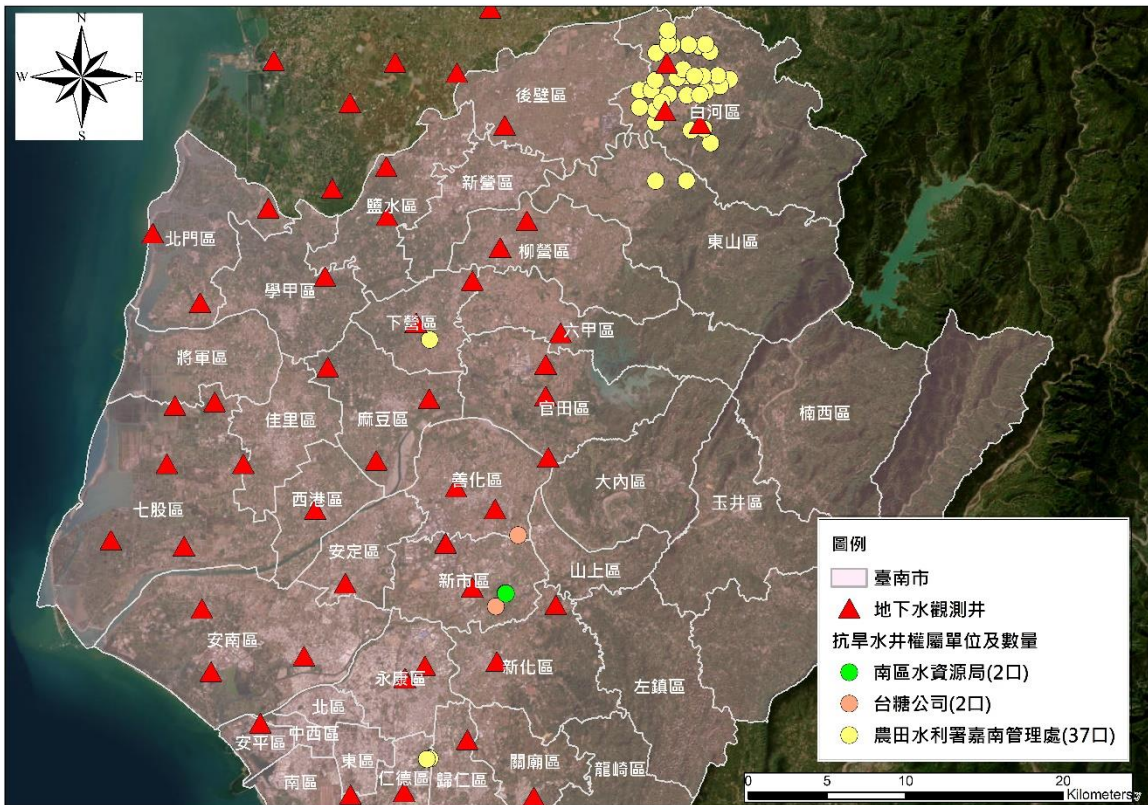 N
W
E
S
後壁區
白河區
新營區
鹽水區
北門區
東山區
柳營區
學甲區
下營區
六甲區
將軍區
楠西區
官田區
佳里區
麻豆區
善化區
大內區
玉井區
西港區
七股區
安定區
山上區
新市區
安南區
新化區
永康區
左鎮區
北區
中西區
安平區
東區
關廟區
龍崎區
南區
仁德區
歸仁區
圖例
臺南市
地下水觀測井
抗旱水井權屬單位及數量
南區水資源局(2口)
台糖公司(2口)
農田水利署嘉南管理處(37口)
0 5 10 20
Kilometers